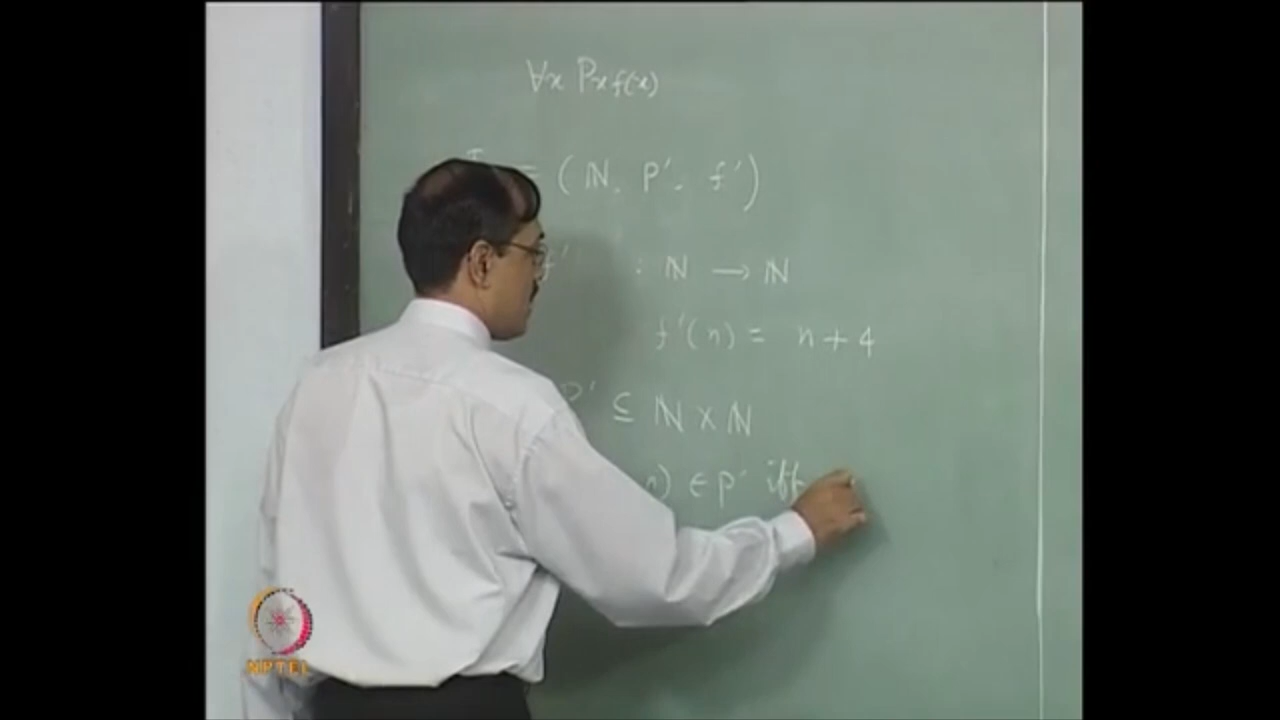 ∀x Pxf(x)
= (ℕ, P′, f′)
f′ : ℕ → ℕ
f′(n) = n + 4
P′ ⊆ ℕ × ℕ
n) ∈ P′ iff
NPTEL